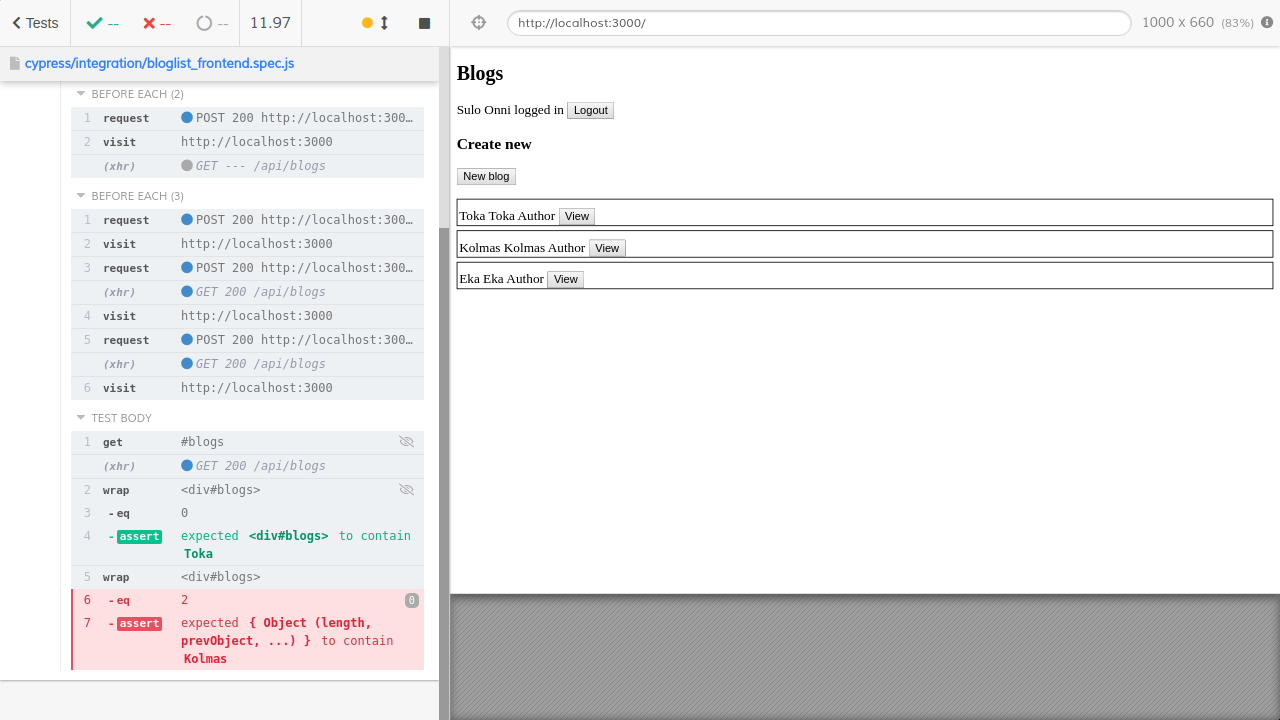 Tests
--
--
--
11.97
cypress/integration/bloglist_frontend.spec.js
BEFORE EACH (2)
1 request POST 200 http://localhost:300…
2 visit http://localhost:3000
(xhr) GET --- /api/blogs
BEFORE EACH (3)
1 request POST 200 http://localhost:300…
2 visit http://localhost:3000
3 request POST 200 http://localhost:300…
(xhr) GET 200 /api/blogs
4 visit http://localhost:3000
5 request POST 200 http://localhost:300…
(xhr) GET 200 /api/blogs
6 visit http://localhost:3000
TEST BODY
1 get #blogs
(xhr) GET 200 /api/blogs
2 wrap <div#blogs>
3 -eq 0
4 -assert expected <div#blogs> to contain
Toka
5 wrap <div#blogs>
6 -eq 2 0
7 -assert expected { Object (length,
prevObject, ...) } to contain
Kolmas
http://localhost:3000/
1000 x 660 (83%)
Blogs
Sulo Onni logged in Logout
Create new
New blog
Toka Toka Author View
Kolmas Kolmas Author View
Eka Eka Author View